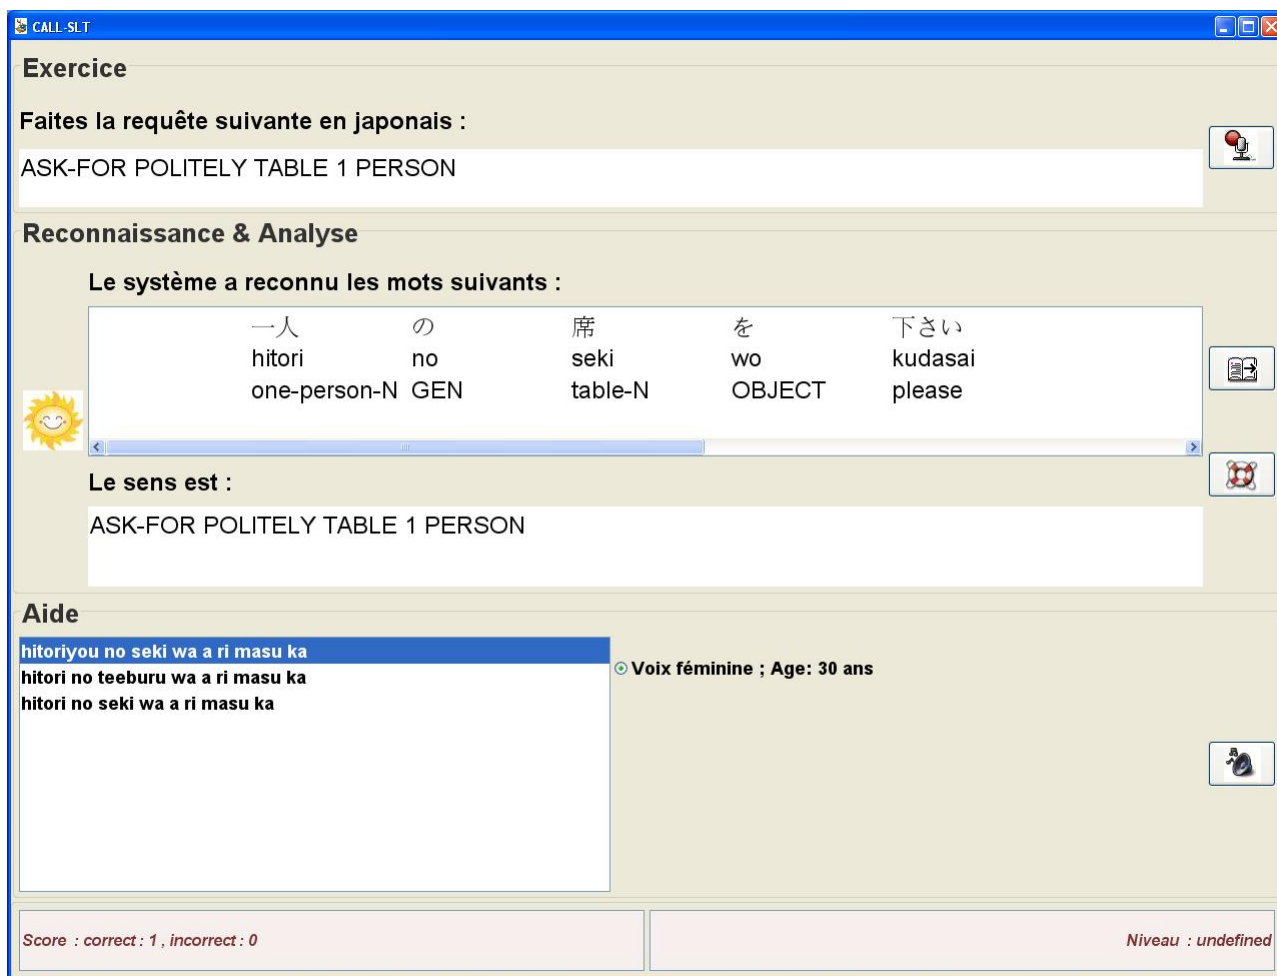 CALL-SLT
Exercice
Faites la requête suivante en japonais :
ASK-FOR POLITELY TABLE 1 PERSON
Reconnaissance & Analyse
Le système a reconnu les mots suivants :
一人 の 席 を 下さい
hitori no seki wo kudasai
one-person-N GEN table-N OBJECT please
Le sens est :
ASK-FOR POLITELY TABLE 1 PERSON
Aide
hitoriyou no seki wa a ri masu ka
hitori no teeburu wa a ri masu ka
hitori no seki wa a ri masu ka
Voix féminine ; Age: 30 ans
Score : correct : 1 , incorrect : 0
Niveau : undefined